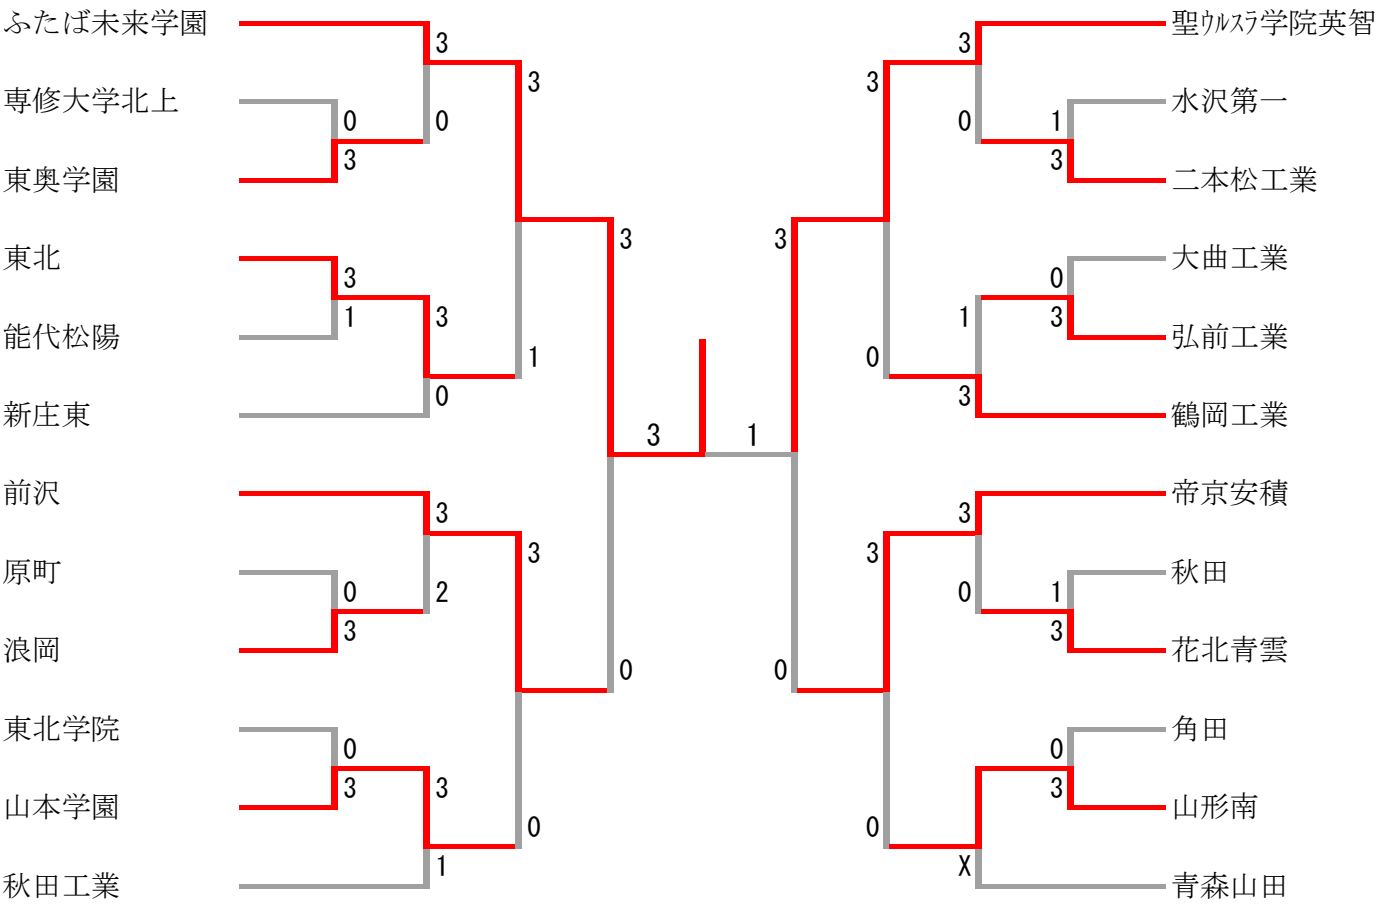 ふたば未来学園
専修大学北上
東奥学園
東北
能代松陽
新庄東
前沢
原町
浪岡
東北学院
山本学園
秋田工業
3
0
0
3
3
1
3
0
3
2
0
3
0
3
3
1
3
1
3
0
3
0
3
1
3
0
3
0
3
0
3
0
1
3
0
3
1
3
3
0
1
3
0
3
X
聖ウルスラ学院英智
水沢第一
二本松工業
大曲工業
弘前工業
鶴岡工業
帝京安積
秋田
花北青雲
角田
山形南
青森山田